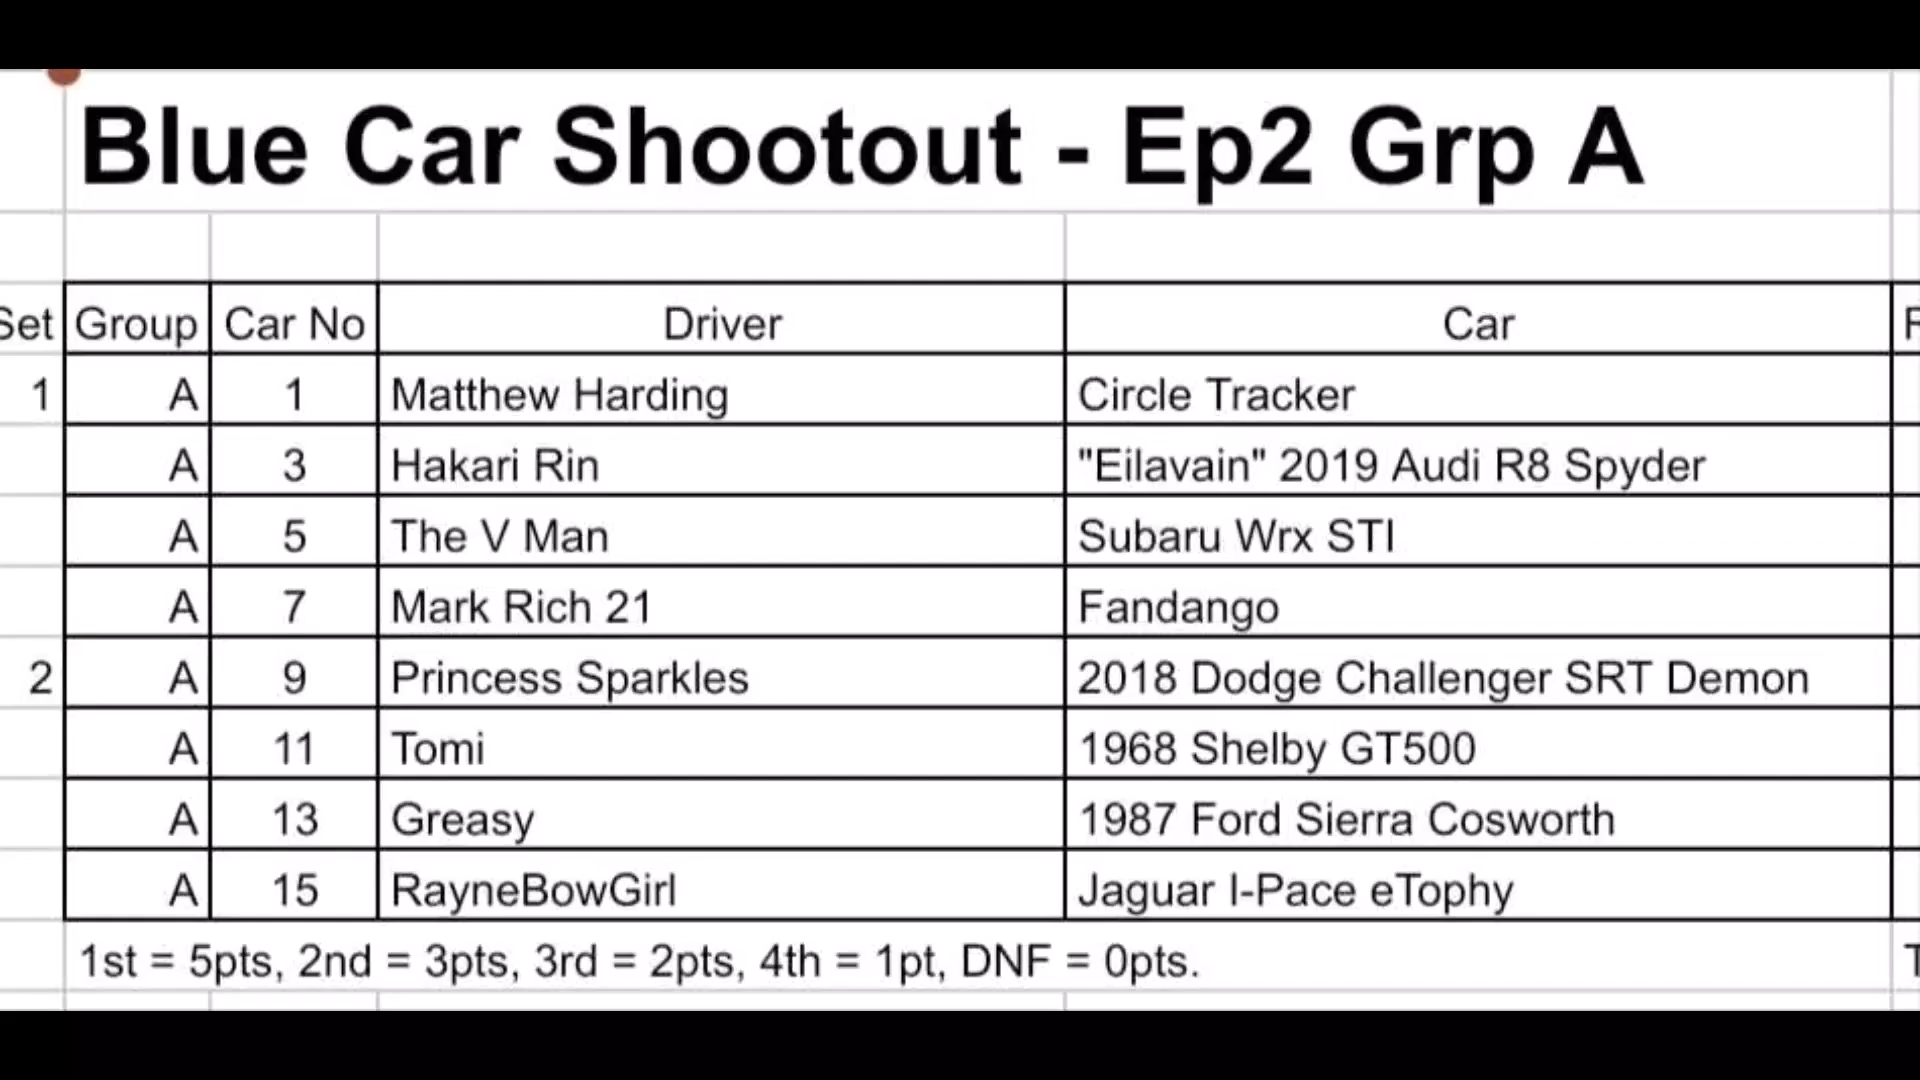 Blue Car Shootout - Ep2 Grp A
Set Group Car No Driver Car
1 A 1 Matthew Harding Circle Tracker
A 3 Hakari Rin "Eilavain" 2019 Audi R8 Spyder
A 5 The V Man Subaru Wrx STI
A 7 Mark Rich 21 Fandango
2 A 9 Princess Sparkles 2018 Dodge Challenger SRT Demon
A 11 Tomi 1968 Shelby GT500
A 13 Greasy 1987 Ford Sierra Cosworth
A 15 RayneBowGirl Jaguar I-Pace eTophy
1st = 5pts, 2nd = 3pts, 3rd = 2pts, 4th = 1pt, DNF = 0pts.